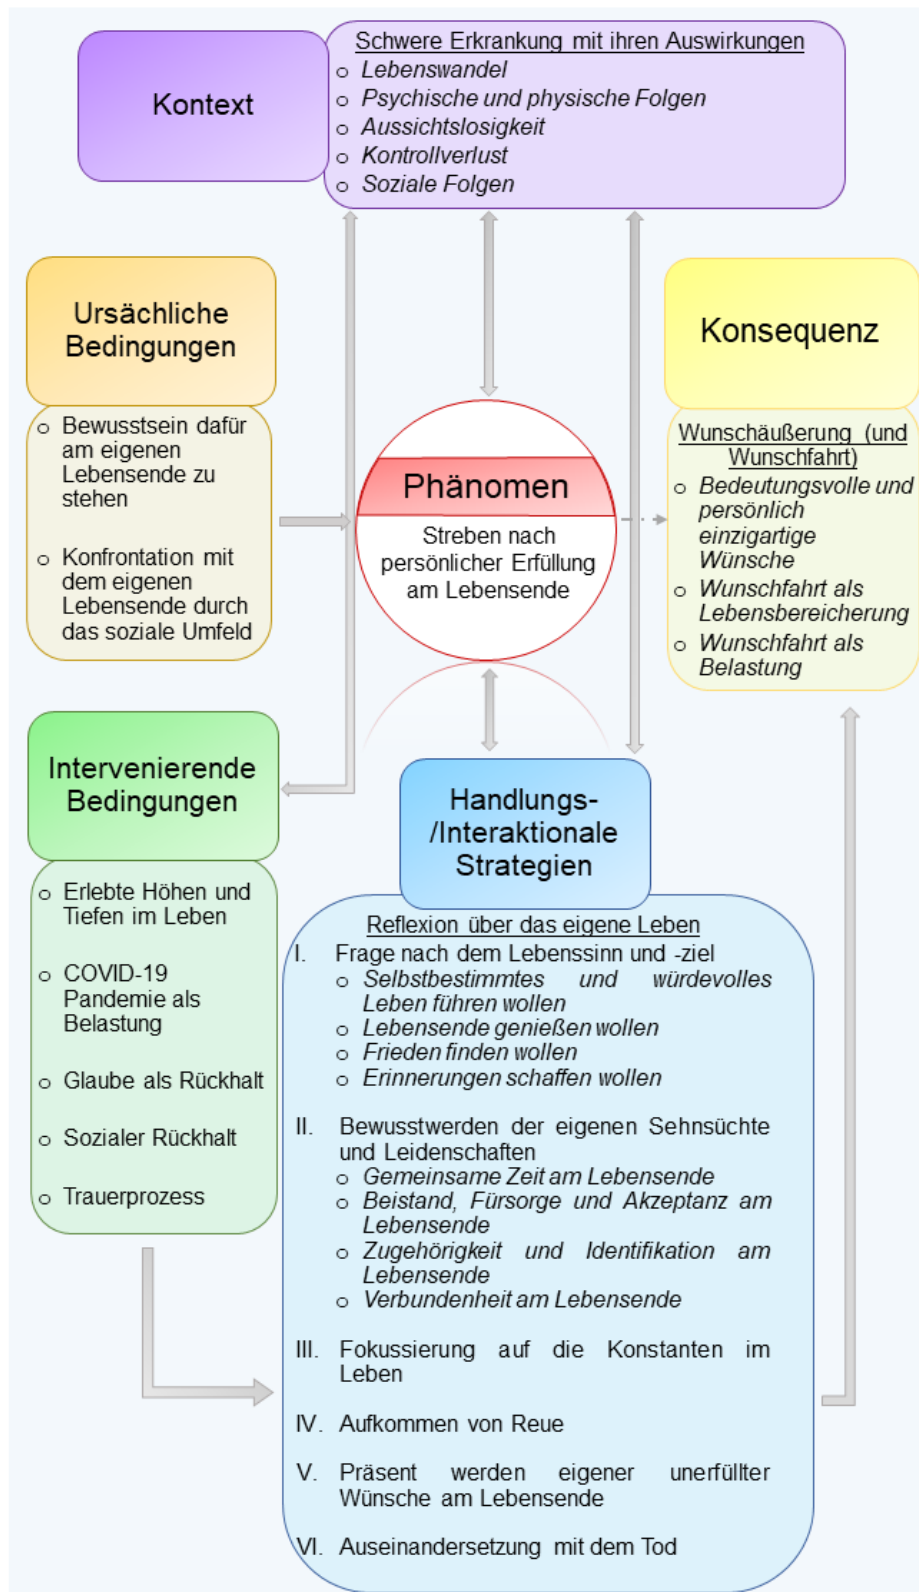 Kontext
Schwere Erkrankung mit ihren Auswirkungen
o Lebenswandel
o Psychische und physische Folgen
o Aussichtslosigkeit
o Kontrollverlust
o Soziale Folgen
Ursächliche
Bedingungen
o Bewusstsein dafür
am eigenen
Lebensende zu
stehen
o Konfrontation mit
dem eigenen
Lebensende durch
das soziale Umfeld
Phänomen
Streben nach
persönlicher Erfüllung
am Lebensende
Konsequenz
Wunschäußerung (und
Wunschfahrt)
o Bedeutungsvolle und
persönlich
einzigartige
Wünsche
o Wunschfahrt als
Lebensbereicherung
o Wunschfahrt als
Belastung
Intervenierende
Bedingungen
o Erlebte Höhen und
Tiefen im Leben
o COVID-19
Pandemie als
Belastung
o Glaube als Rückhalt
o Sozialer Rückhalt
o Trauerprozess
Handlungs-
/Interaktionale
Strategien
Reflexion über das eigene Leben
I. Frage nach dem Lebenssinn und -ziel
o Selbstbestimmtes und würdevolles
Leben führen wollen
o Lebensende genießen wollen
o Frieden finden wollen
o Erinnerungen schaffen wollen
II. Bewusstwerden der eigenen Sehnsüchte
und Leidenschaften
o Gemeinsame Zeit am Lebensende
o Beistand, Fürsorge und Akzeptanz am
Lebensende
o Zugehörigkeit und Identifikation am
Lebensende
o Verbundenheit am Lebensende
III. Fokussierung auf die Konstanten im
Leben
IV. Aufkommen von Reue
V. Präsent werden eigener unerfüllter
Wünsche am Lebensende
VI. Auseinandersetzung mit dem Tod